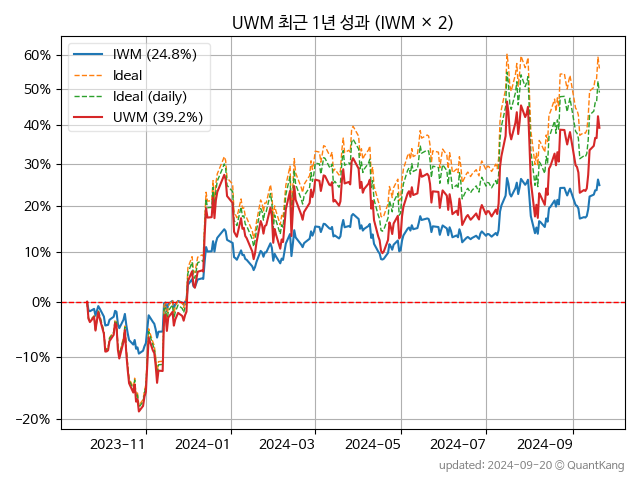 UWM 최근 1년 성과 (IWM × 2)
IWM (24.8%)
Ideal
Ideal (daily)
UWM (39.2%)
60%
50%
40%
30%
20%
10%
0%
−10%
−20%
2023-11
2024-01
2024-03
2024-05
2024-07
2024-09
updated: 2024-09-20 © QuantKang